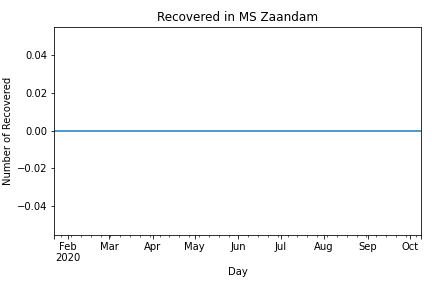 Recovered in MS Zaandam
Number of Recovered
0.04
0.02
0.00
−0.02
−0.04
Feb Mar Apr May Jun Jul Aug Sep Oct
2020
Day